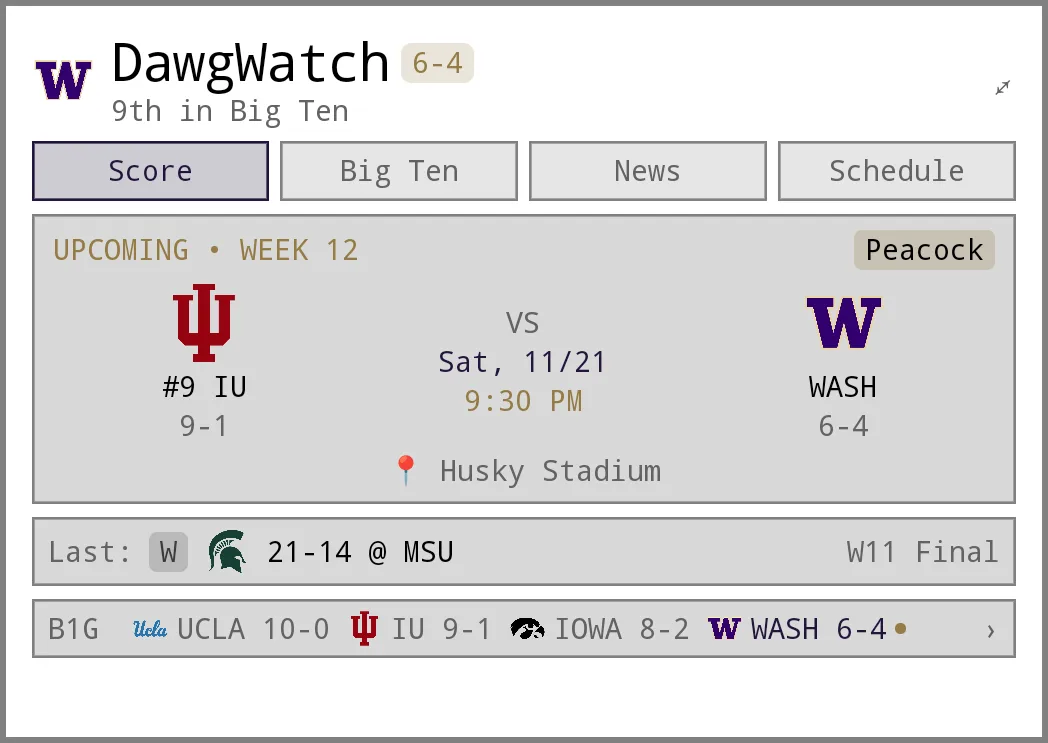 W DawgWatch 6-4
9th in Big Ten
Score Big Ten News Schedule
UPCOMING • WEEK 12 Peacock
VS
Sat, 11/21
9:30 PM
#9 IU
9-1
W
WASH
6-4
📍 Husky Stadium
Last: W 21-14 @ MSU W11 Final
B1G Ucla UCLA 10-0 IU 9-1 IOWA 8-2 W WASH 6-4 • ›